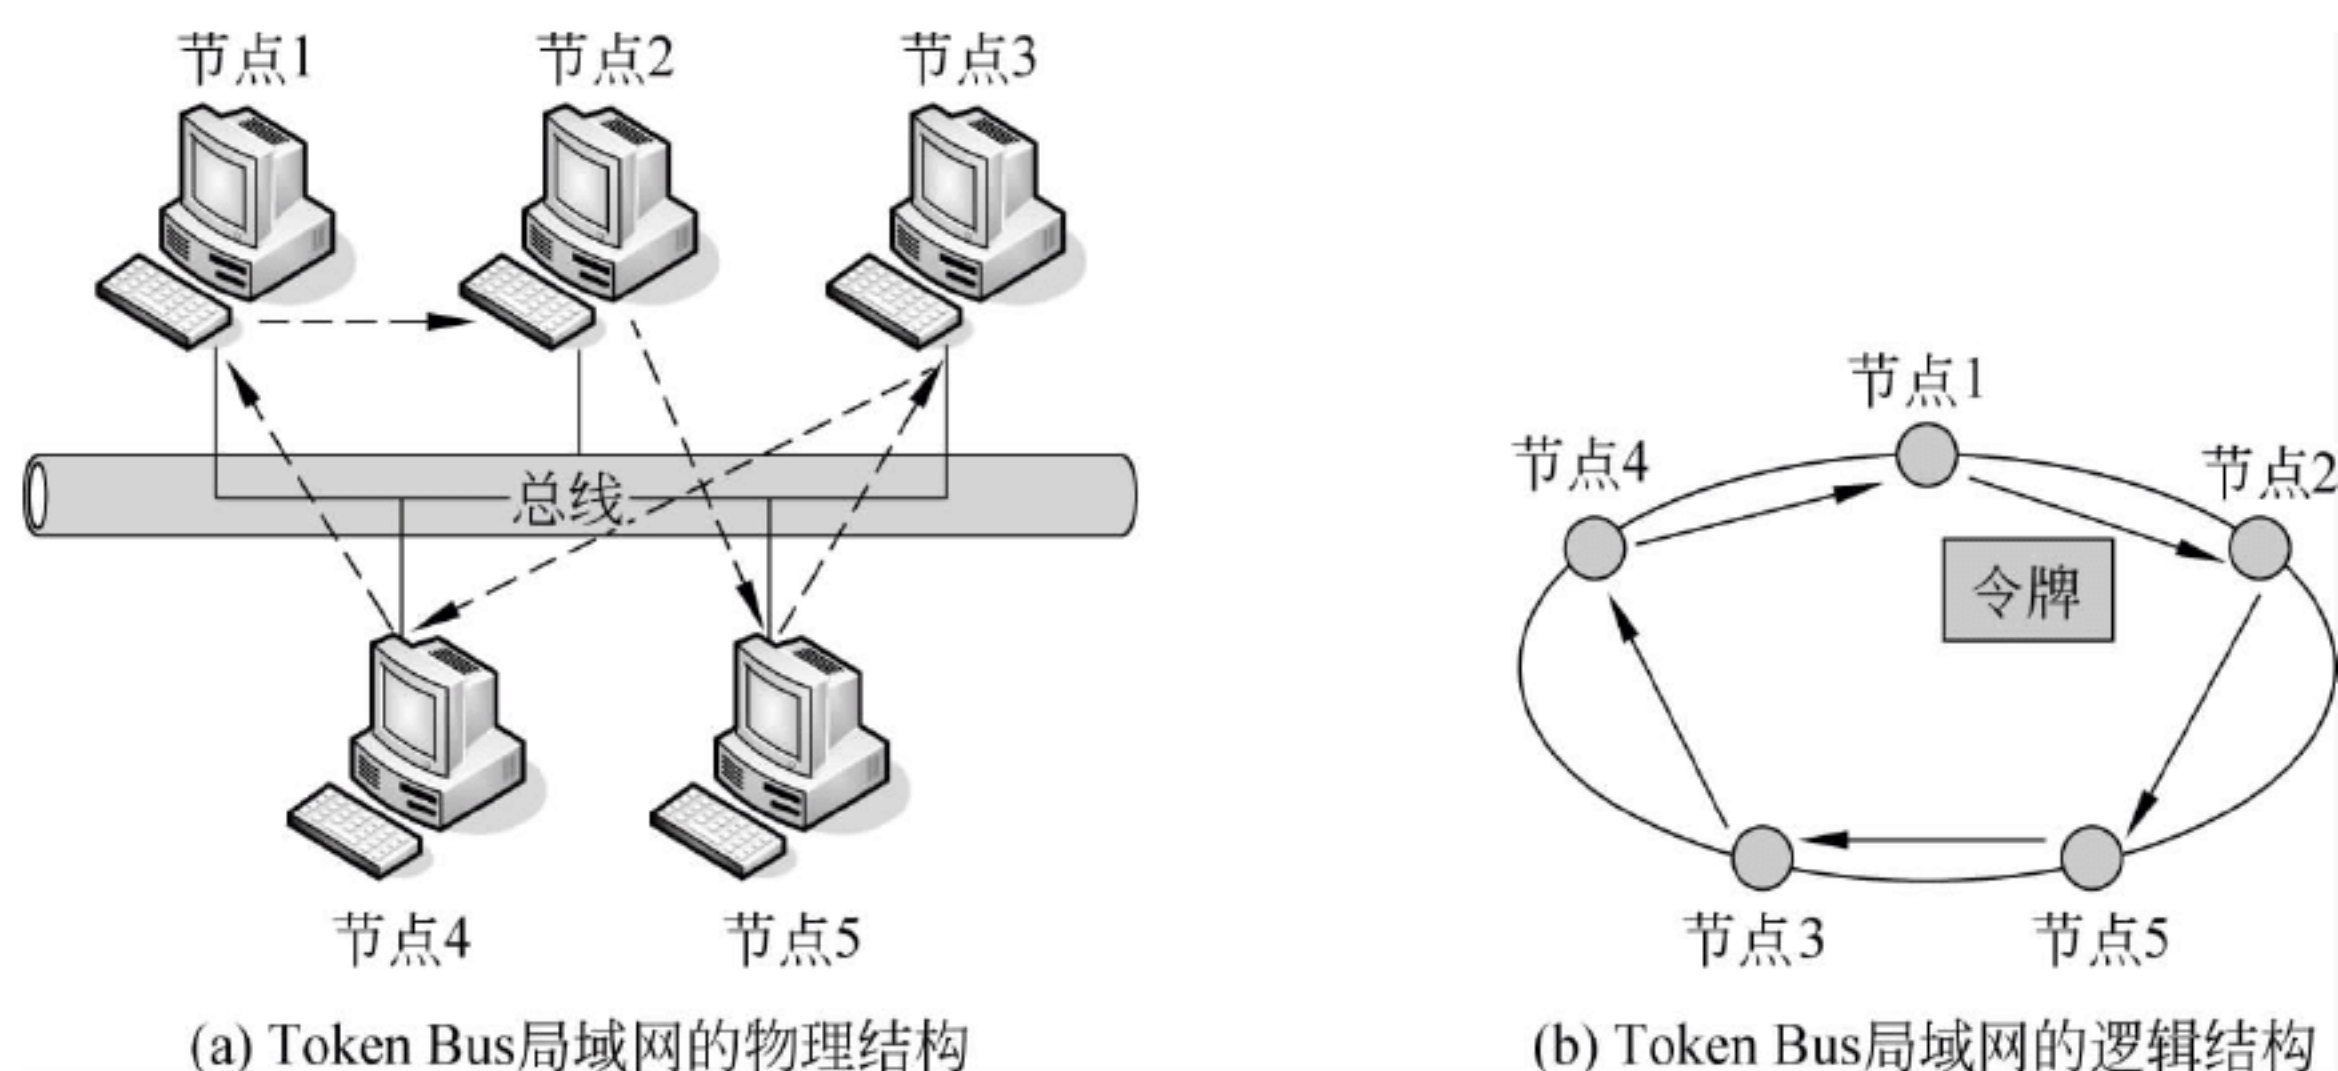 节点1
节点2
节点3
总线
节点4
节点5
(a) Token Bus局域网的物理结构
节点1
节点4
节点2
令牌
节点3
节点5
(b) Token Bus局域网的逻辑结构